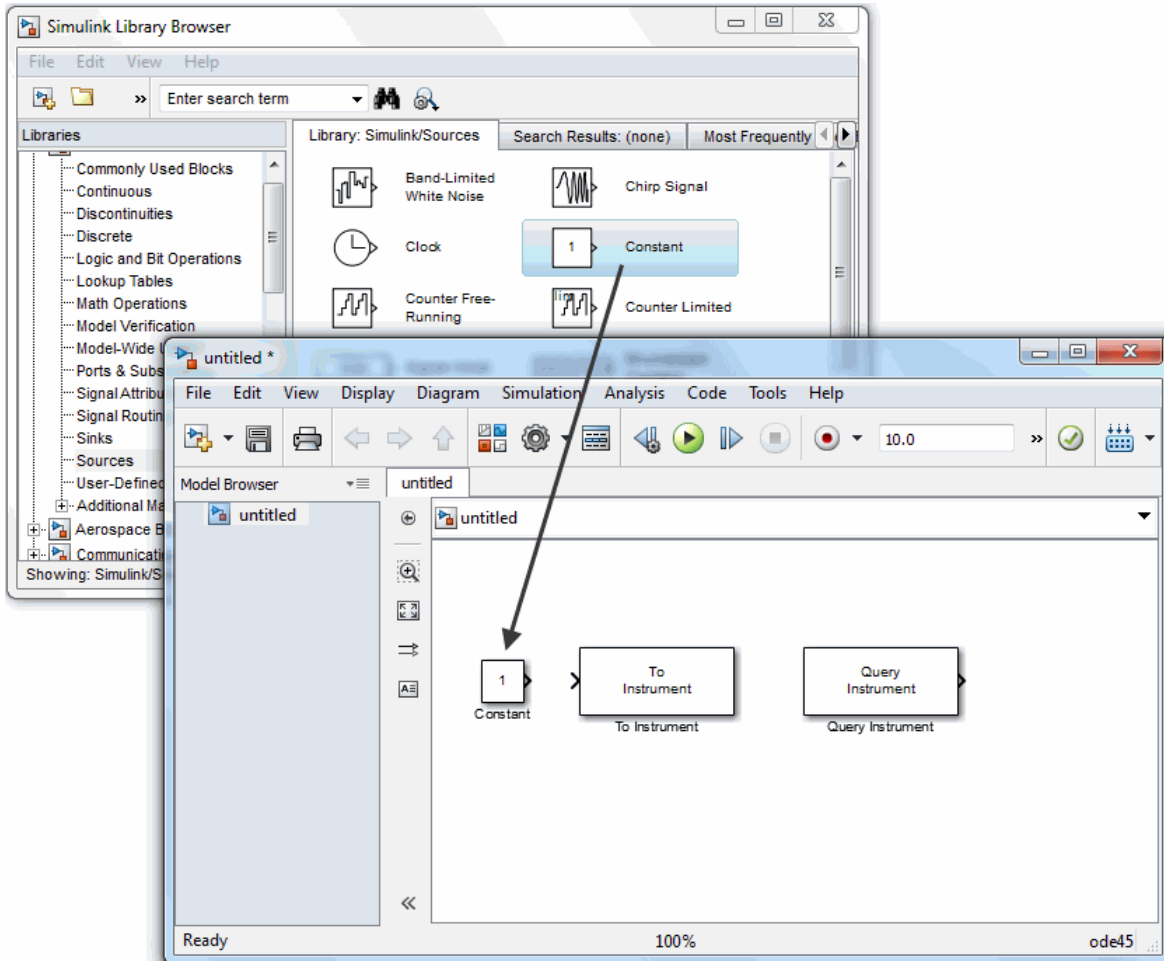 Simulink Library Browser
File Edit View Help
» Enter search term
Libraries
Library: Simulink/Sources Search Results: (none) Most Frequently
Commonly Used Blocks
Continuous
Discontinuities
Discrete
Logic and Bit Operations
Lookup Tables
Math Operations
Model Verification
Model-Wide
Ports & Subs
Signal Attribu
Signal Routin
Sinks
Sources
User-Defined
Additional Ma
Aerospace B
Communicati
Showing: Simulink/S
Band-Limited
White Noise
Chirp Signal
Clock
1
Constant
Counter Free-
Running
lim
Counter Limited
untitled *
File Edit View Display Diagram Simulation Analysis Code Tools Help
10.0 »
Model Browser
untitled
untitled
untitled
1
Constant
To
Instrument
To Instrument
Query
Instrument
Query Instrument
Ready 100% ode45